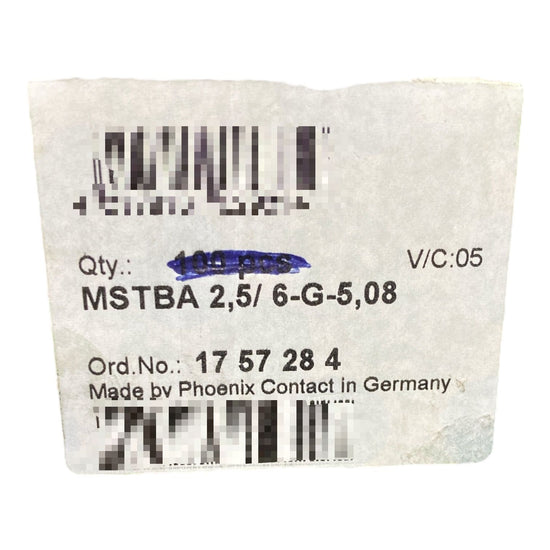 Qty.: 100 pcs V/C:05
MSTBA 2,5/ 6-G-5,08
Ord.No.: 17 57 28 4
Made by Phoenix Contact in Germany